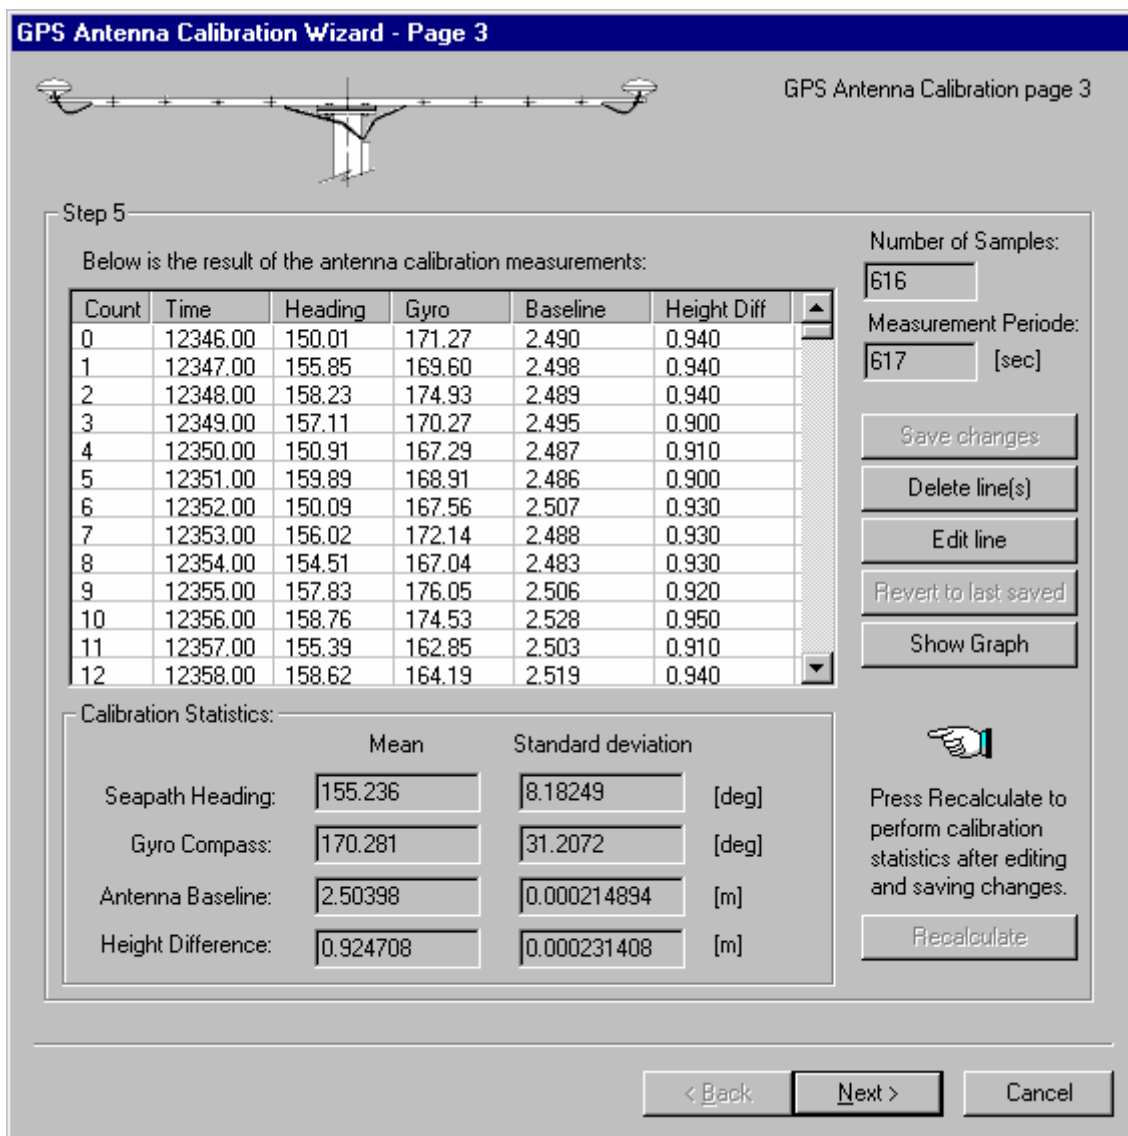 GPS Antenna Calibration Wizard - Page 3
GPS Antenna Calibration page 3
Step 5
Below is the result of the antenna calibration measurements:
Count Time Heading Gyro Baseline Height Diff
0 12346.00 150.01 171.27 2.490 0.940
1 12347.00 155.85 169.60 2.498 0.940
2 12348.00 158.23 174.93 2.489 0.940
3 12349.00 157.11 170.27 2.495 0.900
4 12350.00 150.91 167.29 2.487 0.910
5 12351.00 159.89 168.91 2.486 0.900
6 12352.00 150.09 167.56 2.507 0.930
7 12353.00 156.02 172.14 2.488 0.930
8 12354.00 154.51 167.04 2.483 0.930
9 12355.00 157.83 176.05 2.506 0.920
10 12356.00 158.76 174.53 2.528 0.950
11 12357.00 155.39 162.85 2.503 0.910
12 12358.00 158.62 164.19 2.519 0.940
Number of Samples:
616
Measurement Periode:
617 [sec]
Save changes
Delete line(s)
Edit line
Revert to last saved
Show Graph
Calibration Statistics:
Mean Standard deviation
Seapath Heading: 155.236 8.18249 [deg]
Gyro Compass: 170.281 31.2072 [deg]
Antenna Baseline: 2.50398 0.000214894 [m]
Height Difference: 0.924708 0.000231408 [m]
Press Recalculate to
perform calibration
statistics after editing
and saving changes.
Recalculate
< Back
Next >
Cancel